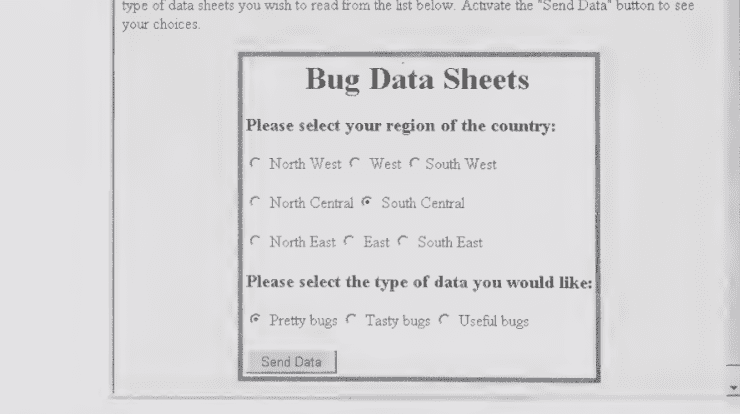 type of data sheets you wish to read from the list below. Activate the "Send Data" button to see
your choices.
Bug Data Sheets
Please select your region of the country:
North West West South West
North Central South Central
North East East South East
Please select the type of data you would like:
Pretty bugs Tasty bugs Useful bugs
Send Data